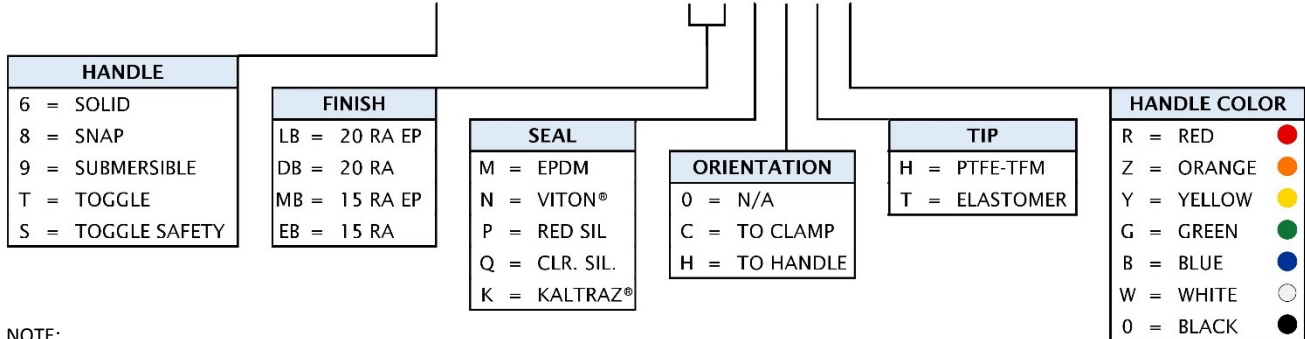 HANDLE
6 = SOLID
8 = SNAP
9 = SUBMERSIBLE
T = TOGGLE
S = TOGGLE SAFETY
FINISH
LB = 20 RA EP
DB = 20 RA
MB = 15 RA EP
EB = 15 RA
SEAL
M = EPDM
N = VITON®
P = RED SIL
Q = CLR. SIL.
K = KALTRAZ®
ORIENTATION
0 = N/A
C = TO CLAMP
H = TO HANDLE
TIP
H = PTFE-TFM
T = ELASTOMER
HANDLE COLOR
R = RED
Z = ORANGE
Y = YELLOW
G = GREEN
B = BLUE
W = WHITE
0 = BLACK
NOTE: